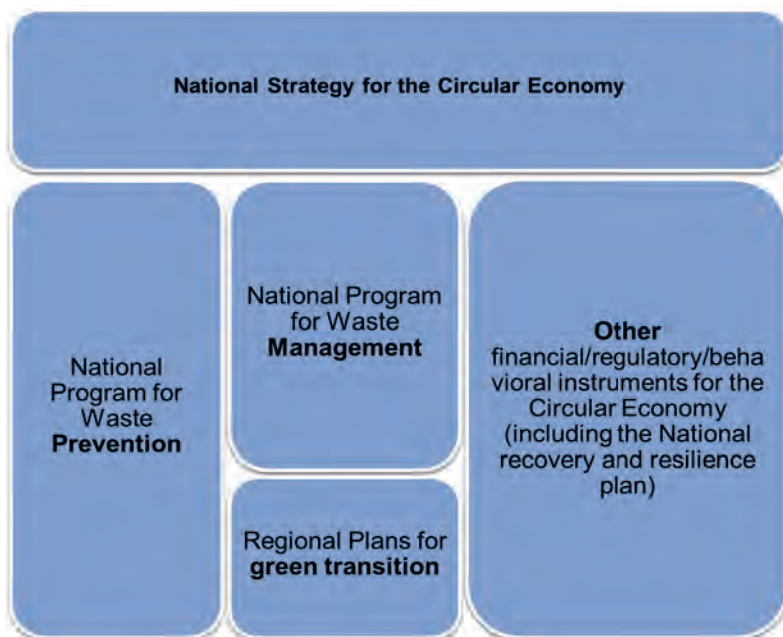 National Strategy for the Circular Economy
National
Program for
Waste
Prevention
National Program
for Waste
Management
Regional Plans for
green transition
Other
financial/regulatory/beha
vioral instruments for the
Circular Economy
(including the National
recovery and resilience
plan)